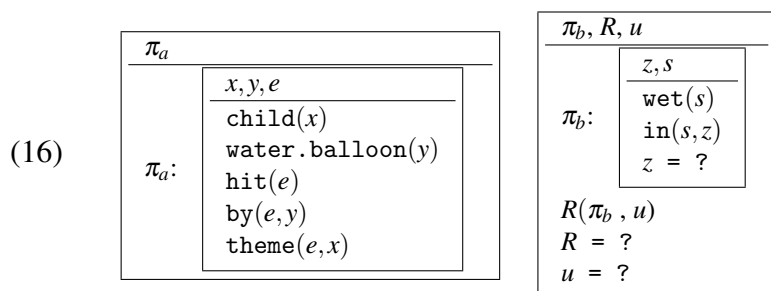 (16)
π_a
π_a:
x, y, e
child(x)
water.balloon(y)
hit(e)
by(e,y)
theme(e,x)
π_b, R, u
π_b:
z, s
wet(s)
in(s,z)
z = ?
R(π_b , u)
R = ?
u = ?